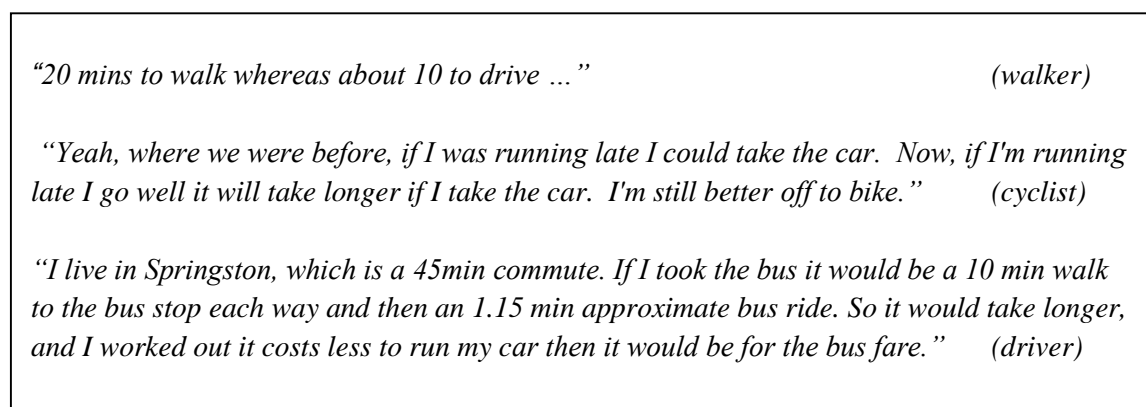 “20 mins to walk whereas about 10 to drive …” (walker)
“Yeah, where we were before, if I was running late I could take the car. Now, if I'm running
late I go well it will take longer if I take the car. I'm still better off to bike.” (cyclist)
“I live in Springston, which is a 45min commute. If I took the bus it would be a 10 min walk
to the bus stop each way and then an 1.15 min approximate bus ride. So it would take longer,
and I worked out it costs less to run my car then it would be for the bus fare.” (driver)